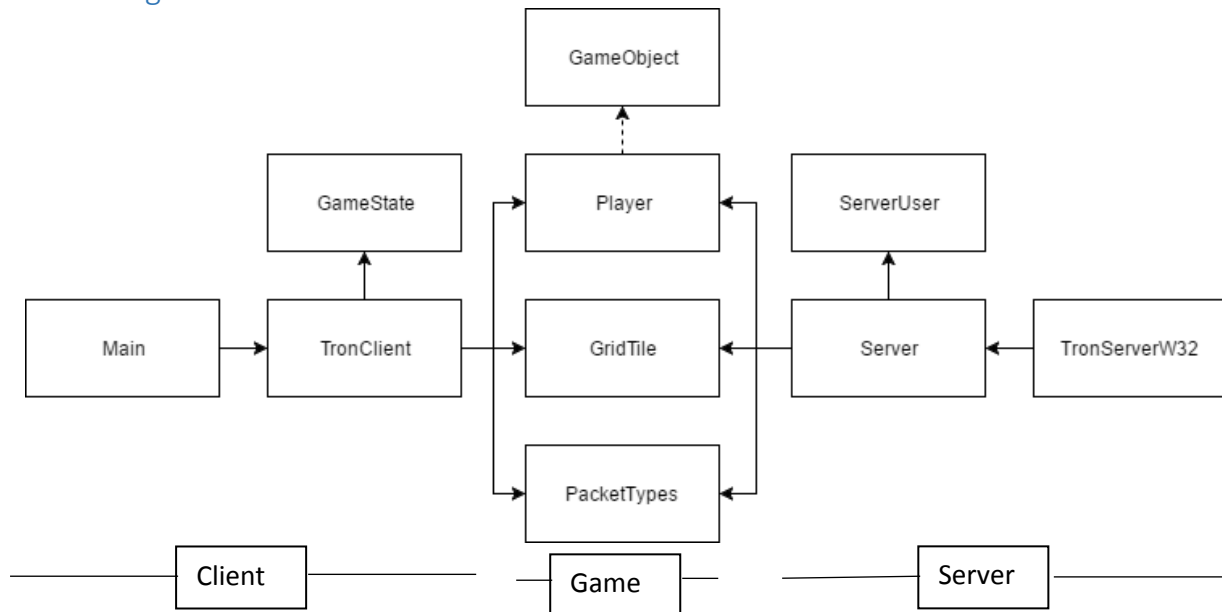 GameObject
GameState
Player
ServerUser
Main
TronClient
GridTile
Server
TronServerW32
PacketTypes
Client
Game
Server